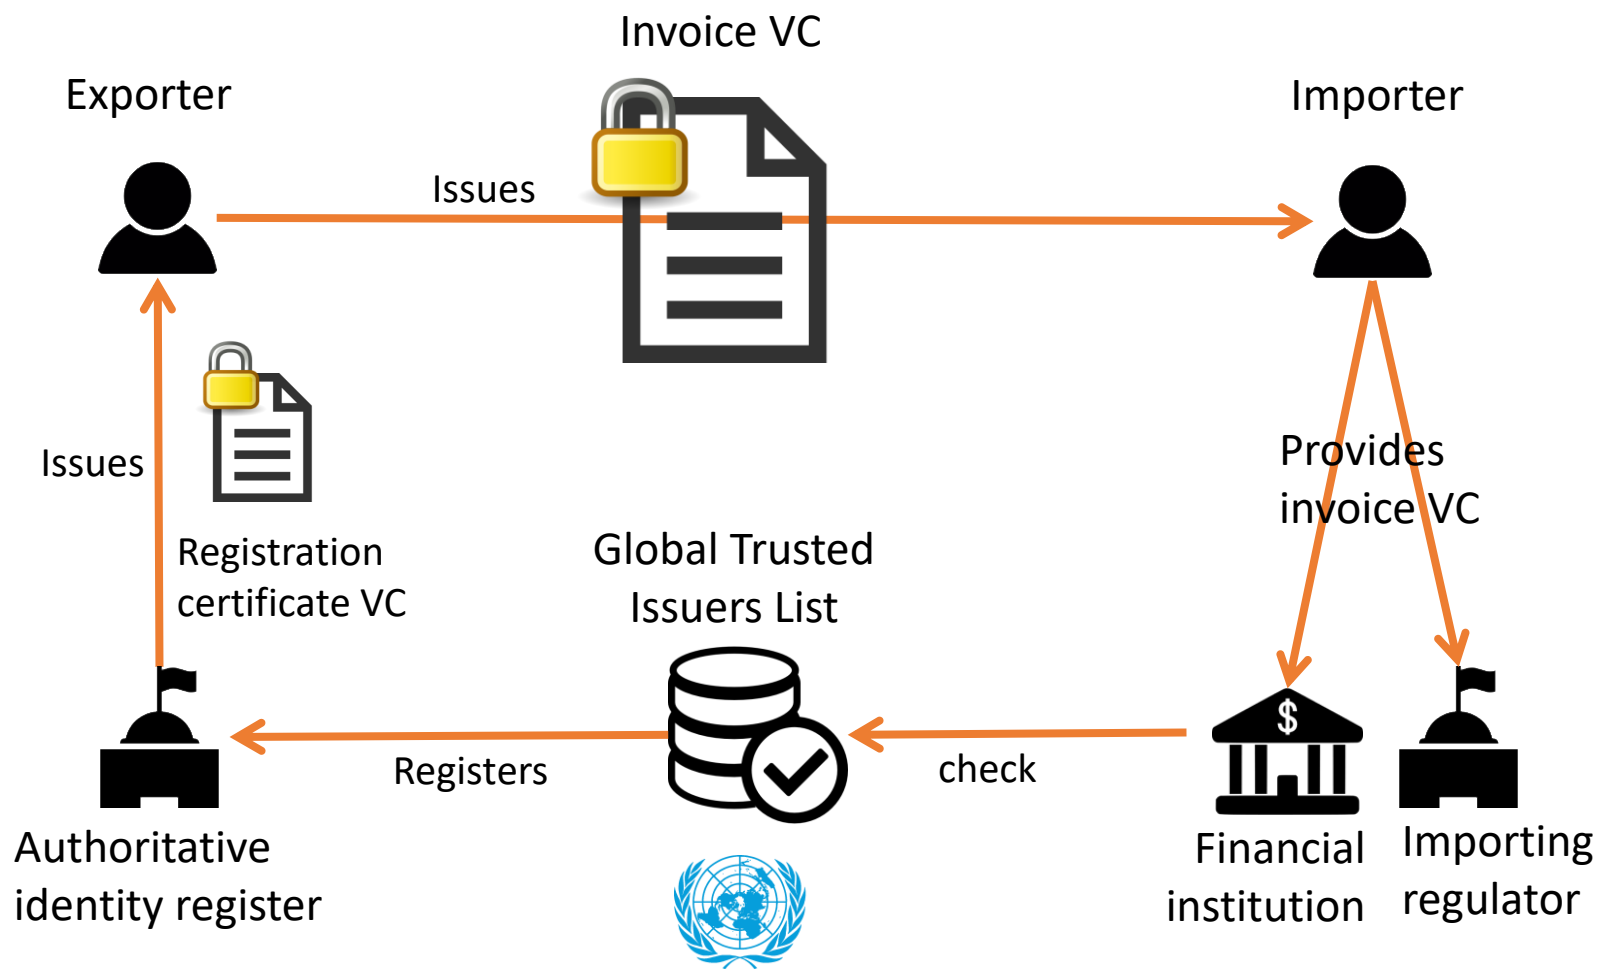 Invoice VC
Exporter
Importer
Issues
Issues
Registration
certificate VC
Provides
invoice VC
Global Trusted
Issuers List
$
Registers
check
Authoritative
identity register
Financial
institution
Importing
regulator